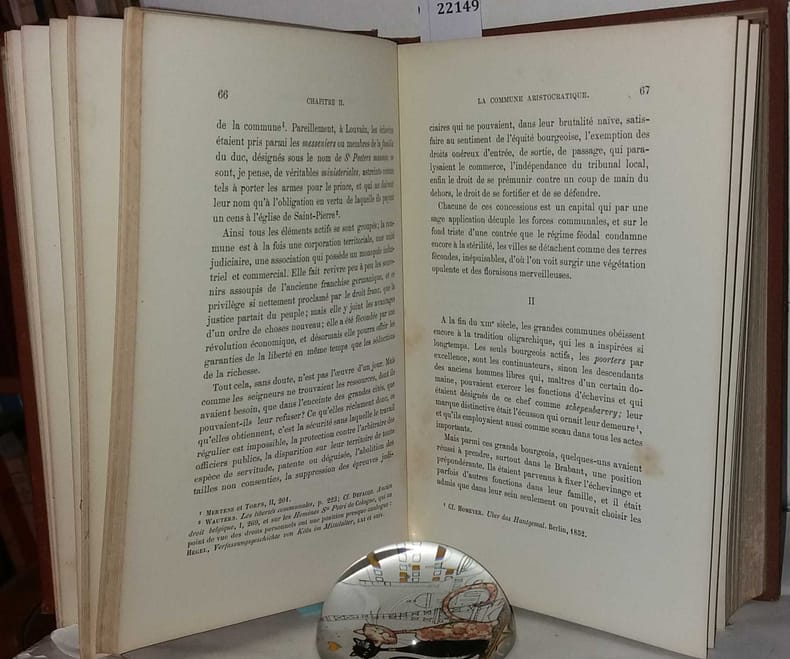 22149
66
CHAPITRE II.
de la commune¹. Pareillement, à Louvain, les échevins
étaient pris parmi les messeniers ou membres de la famille
du duc, désignés sous le nom de Sᵗ Peeters mannen; ce
sont, je pense, de véritables ministeriales, astreints comme
tels à porter les armes pour le prince, et qui ne doivent
leur nom qu'à l'obligation en vertu de laquelle ils payent
un cens à l'église de Saint-Pierre².
Ainsi tous les éléments actifs se sont groupés; la com-
mune est à la fois une corporation territoriale, une unité
judiciaire, une association qui possède un monopole indus-
triel et commercial. Elle fait revivre peu à peu les souve-
nirs assoupis de l'ancienne franchise germanique, et ce
privilège si nettement proclamé par le droit franc, que la
justice partait du peuple; mais elle y joint les avantages
d'un ordre de choses nouveau; elle a été fécondée par une
révolution économique, et désormais elle pourra offrir les
garanties de la liberté en même temps que les séductions
de la richesse.
Tout cela, sans doute, n'est pas l'œuvre d'un jour. Mais
comme les seigneurs ne trouvaient les ressources, dont ils
avaient besoin, que dans l'enceinte des grandes cités, que
pouvaient-ils leur refuser? Ce qu'elles réclament donc, ce
qu'elles obtiennent, c'est la sécurité sans laquelle le travail
régulier est impossible, la protection contre l'arbitraire des
officiers publics, la disparition sur leur territoire de toute
espèce de servitude, patente ou déguisée, l'abolition des
tailles non consenties, la suppression des épreuves judi-
¹ MERTENS et TORFS, II, 204.
² WAUTERS. Les libertés communales, p. 223; Cf. DEFACQZ. Ancien
droit belgique, I, 269, et sur les Homines Sᵗⁱ Petri de Cologne, qui au
point de vue des droits personnels ont une position presque analogue:
HEGEL, Verfassungsgeschichte von Köln im Mittelalter, LXI et suiv.
LA COMMUNE ARISTOCRATIQUE.
67
ciaires qui ne pouvaient, dans leur brutalité naïve, satis-
faire au sentiment de l'équité bourgeoise, l'exemption des
droits onéreux d'entrée, de sortie, de passage, qui para-
lysaient le commerce, l'indépendance du tribunal local,
enfin le droit de se prémunir contre un coup de main du
dehors, le droit de se fortifier et de se défendre.
Chacune de ces concessions est un capital qui par une
sage application décuple les forces communales, et sur le
fond triste d'une contrée que le régime féodal condamne
encore à la stérilité, les villes se détachent comme des terres
fécondes, inépuisables, d'où l'on voit surgir une végétation
opulente et des floraisons merveilleuses.
II
A la fin du XIIIᵉ siècle, les grandes communes obéissent
encore à la tradition oligarchique, qui les a inspirées si
longtemps. Les seuls bourgeois actifs, les poorters par
excellence, sont les continuateurs, sinon les descendants
des anciens hommes libres qui, maîtres d'un certain do-
maine, pouvaient exercer les fonctions d'échevins et qui
étaient désignés de ce chef comme schepenbarevry; leur
marque distinctive était l'écusson qui ornait leur demeure¹,
et qu'ils employaient aussi comme sceau dans tous les actes
importants.
Mais parmi ces grands bourgeois, quelques-uns avaient
réussi à prendre, surtout dans le Brabant, une position
prépondérante. Ils étaient parvenus à fixer l'échevinage et
parfois d'autres fonctions dans leur famille, et il était
admis que dans leur sein seulement on pouvait choisir les
¹ Cf. HOMEYER. Uber das Hantgemal. Berlin, 1852.